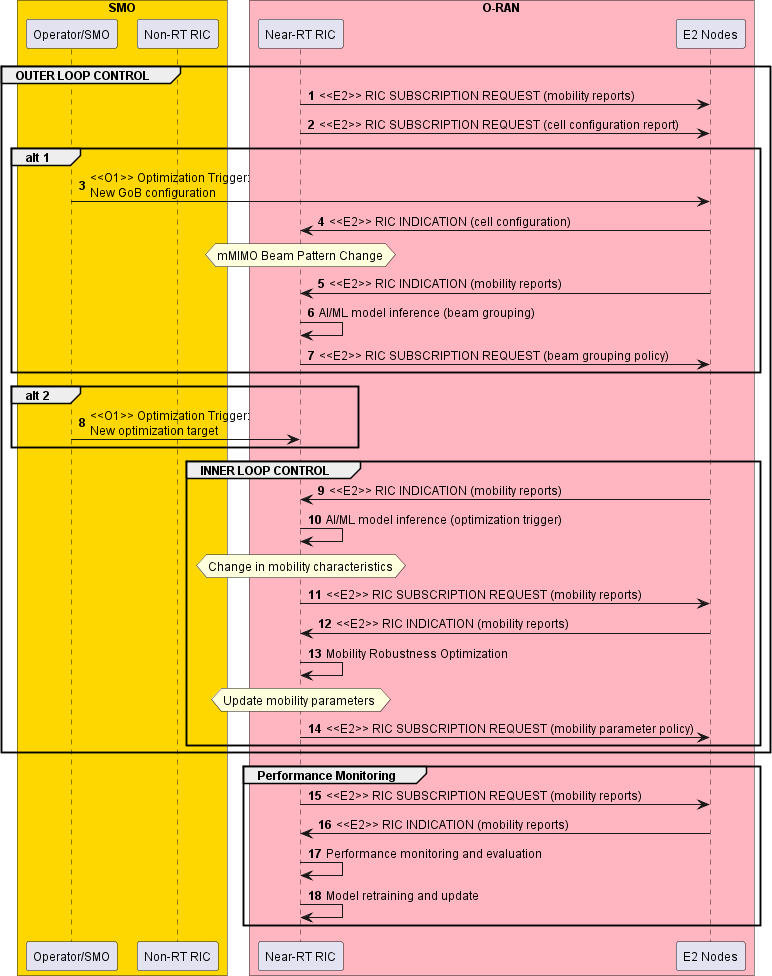 SMO
O-RAN
Operator/SMO
Non-RT RIC
Near-RT RIC
E2 Nodes
OUTER LOOP CONTROL
1 <<E2>> RIC SUBSCRIPTION REQUEST (mobility reports)
2 <<E2>> RIC SUBSCRIPTION REQUEST (cell configuration report)
alt 1
3 <<O1>> Optimization Trigger:
New GoB configuration
4 <<E2>> RIC INDICATION (cell configuration)
mMIMO Beam Pattern Change
5 <<E2>> RIC INDICATION (mobility reports)
6 AI/ML model inference (beam grouping)
7 <<E2>> RIC SUBSCRIPTION REQUEST (beam grouping policy)
alt 2
8 <<O1>> Optimization Trigger:
New optimization target
INNER LOOP CONTROL
9 <<E2>> RIC INDICATION (mobility reports)
10 AI/ML model inference (optimization trigger)
Change in mobility characteristics
11 <<E2>> RIC SUBSCRIPTION REQUEST (mobility reports)
12 <<E2>> RIC INDICATION (mobility reports)
13 Mobility Robustness Optimization
Update mobility parameters
14 <<E2>> RIC SUBSCRIPTION REQUEST (mobility parameter policy)
Performance Monitoring
15 <<E2>> RIC SUBSCRIPTION REQUEST (mobility reports)
16 <<E2>> RIC INDICATION (mobility reports)
17 Performance monitoring and evaluation
18 Model retraining and update
Operator/SMO
Non-RT RIC
Near-RT RIC
E2 Nodes